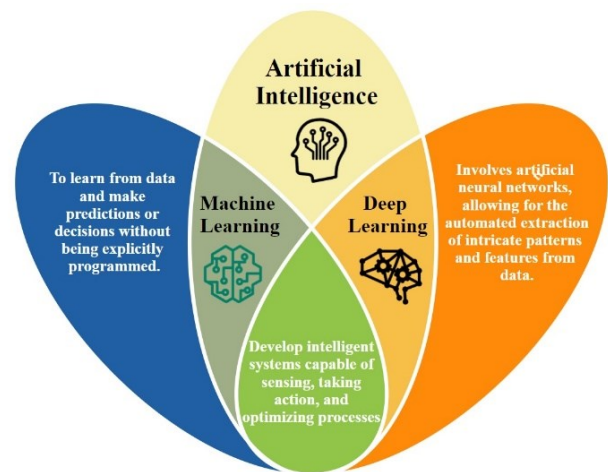 Artificial
Intelligence
To learn from data
and make
predictions or
decisions without
being explicitly
programmed.
Machine
Learning
Deep
Learning
Involves artificial
neural networks,
allowing for the
automated extraction
of intricate patterns
and features from
data.
Develop intelligent
systems capable of
sensing, taking
action, and
optimizing processes